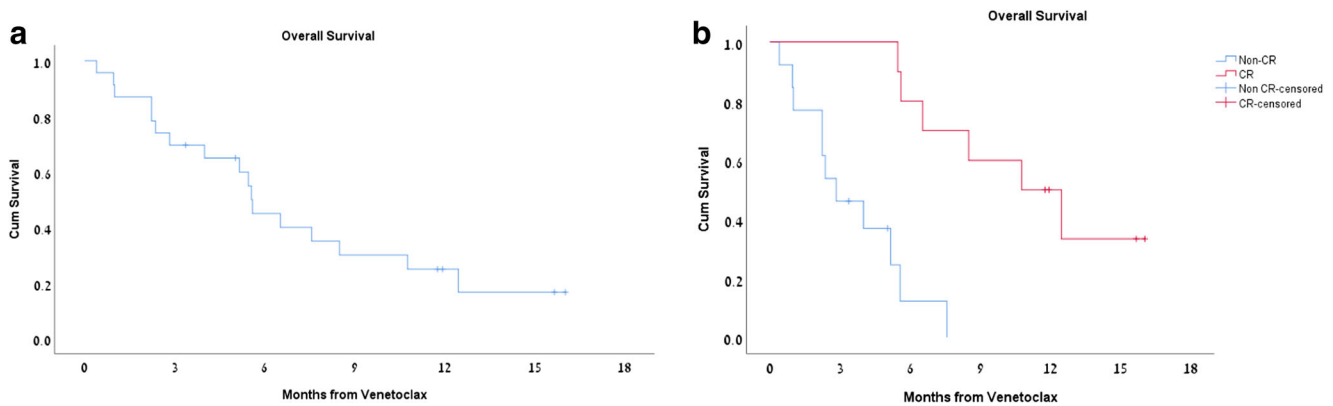 a
Overall Survival
Cum Survival
1.0
0.8
0.6
0.4
0.2
0.0
0 3 6 9 12 15 18
Months from Venetoclax
b
Overall Survival
Cum Survival
1.0
0.8
0.6
0.4
0.2
0.0
0 3 6 9 12 15 18
Months from Venetoclax
Non-CR
CR
Non CR-censored
CR-censored